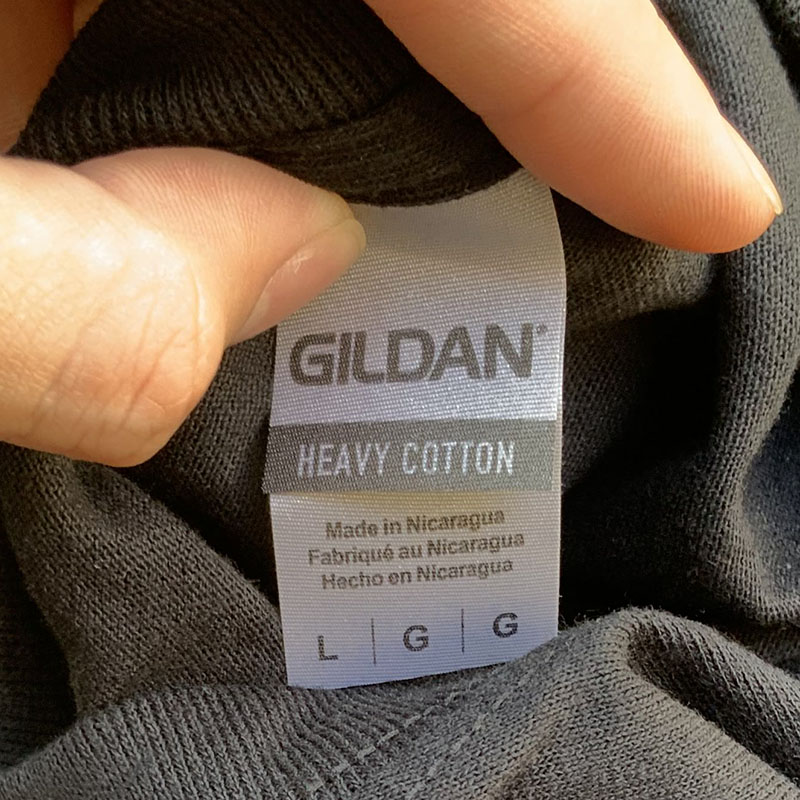 GILDAN®
HEAVY COTTON
Made in Nicaragua
Fabriqué au Nicaragua
Hecho en Nicaragua
L | G | G